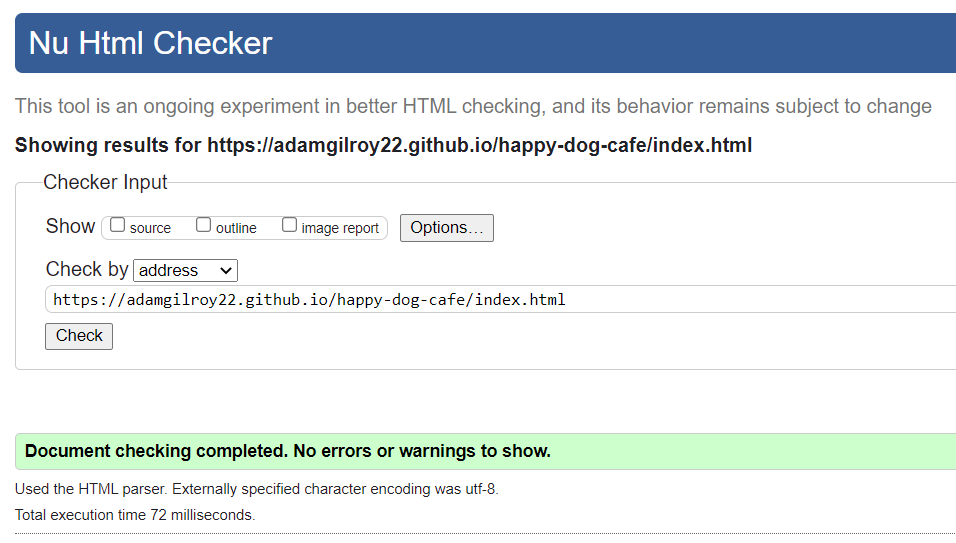 Nu Html Checker
This tool is an ongoing experiment in better HTML checking, and its behavior remains subject to change
Showing results for https://adamgilroy22.github.io/happy-dog-cafe/index.html
Checker Input
Show source outline image report Options...
Check by address
https://adamgilroy22.github.io/happy-dog-cafe/index.html
Check
Document checking completed. No errors or warnings to show.
Used the HTML parser. Externally specified character encoding was utf-8.
Total execution time 72 milliseconds.